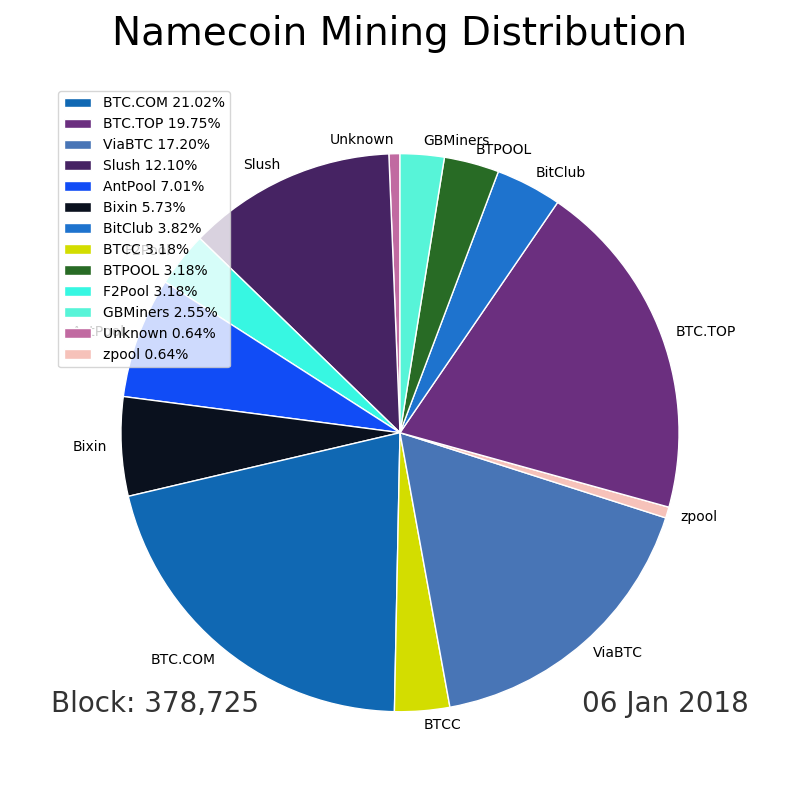 Namecoin Mining Distribution
BTC.COM 21.02%
BTC.TOP 19.75%
ViaBTC 17.20%
Slush 12.10%
AntPool 7.01%
Bixin 5.73%
BitClub 3.82%
BTCC 3.18%
BTPOOL 3.18%
F2Pool 3.18%
GBMiners 2.55%
Unknown 0.64%
zpool 0.64%
Unknown
GBMiners
BTPOOL
Slush
BitClub
F2Pool
AntPool
BTC.TOP
Bixin
zpool
ViaBTC
BTC.COM
Block: 378,725
06 Jan 2018
BTCC